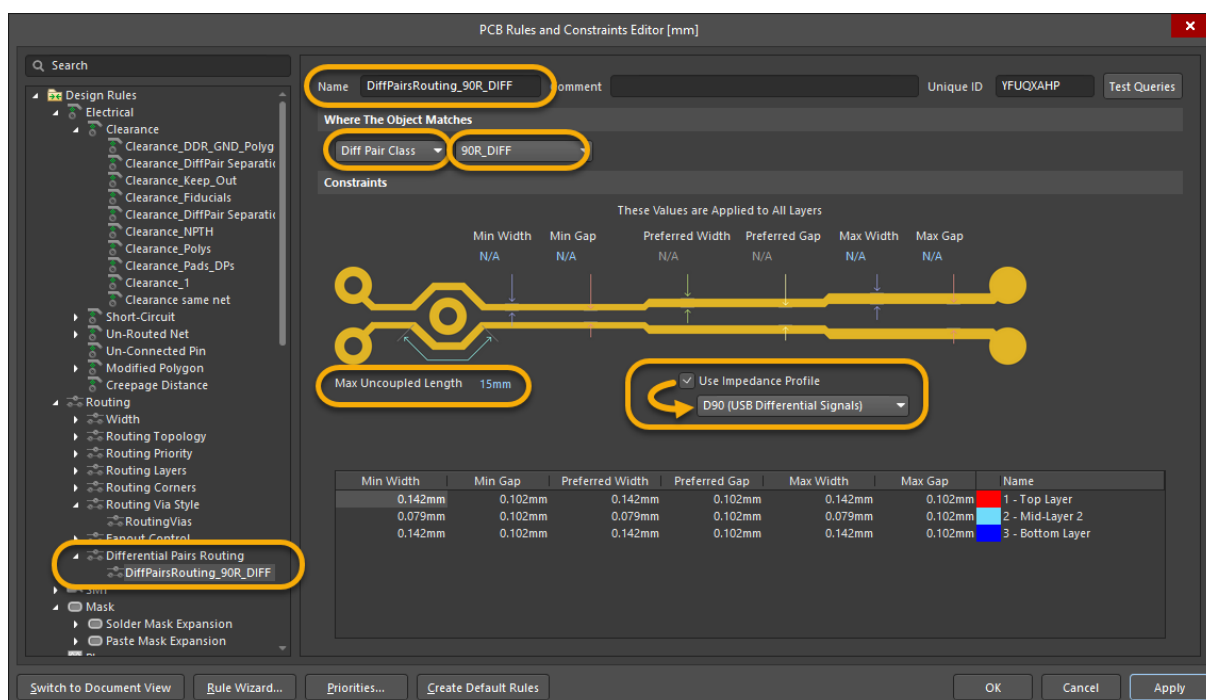 PCB Rules and Constraints Editor [mm]
Search
Design Rules
Electrical
Clearance
Clearance_DDR_GND_Polyg
Clearance_DiffPair Separatio
Clearance_Keep_Out
Clearance_Fiducials
Clearance_DiffPair Separatio
Clearance_NPTH
Clearance_Polys
Clearance_Pads_DPs
Clearance_1
Clearance same net
Short-Circuit
Un-Routed Net
Un-Connected Pin
Modified Polygon
Creepage Distance
Routing
Width
Routing Topology
Routing Priority
Routing Layers
Routing Corners
Routing Via Style
RoutingVias
Fanout Control
Differential Pairs Routing
DiffPairsRouting_90R_DIFF
SMT
Mask
Solder Mask Expansion
Paste Mask Expansion
Name DiffPairsRouting_90R_DIFF Comment Unique ID YFUQXAHP Test Queries
Where The Object Matches
Diff Pair Class 90R_DIFF
Constraints
These Values are Applied to All Layers
Min Width Min Gap Preferred Width Preferred Gap Max Width Max Gap
N/A N/A N/A N/A N/A N/A
Max Uncoupled Length 15mm
Use Impedance Profile
D90 (USB Differential Signals)
Min Width Min Gap Preferred Width Preferred Gap Max Width Max Gap Name
0.142mm 0.102mm 0.142mm 0.102mm 0.142mm 0.102mm 1 - Top Layer
0.079mm 0.102mm 0.079mm 0.102mm 0.079mm 0.102mm 2 - Mid-Layer 2
0.142mm 0.102mm 0.142mm 0.102mm 0.142mm 0.102mm 3 - Bottom Layer
Switch to Document View Rule Wizard... Priorities... Create Default Rules OK Cancel Apply